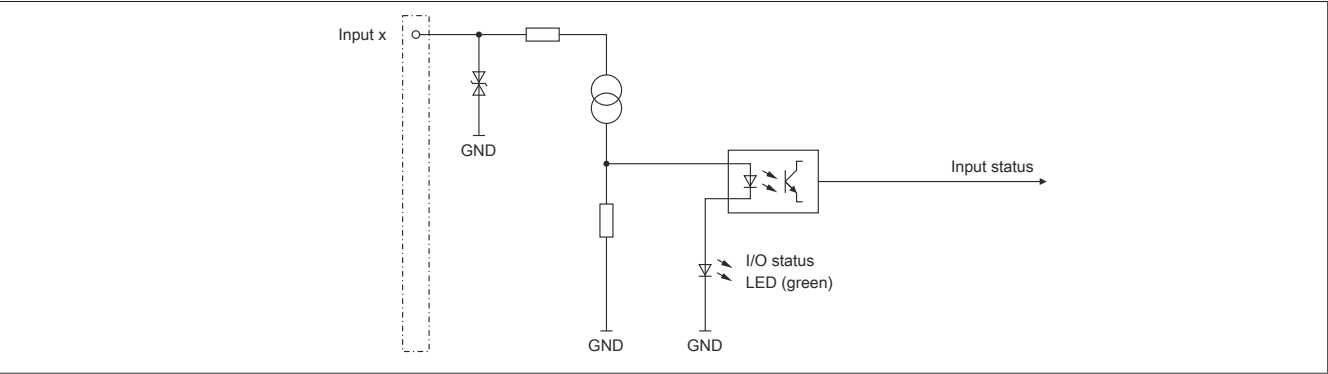 Input x
GND
Input status
I/O status
LED (green)
GND
GND